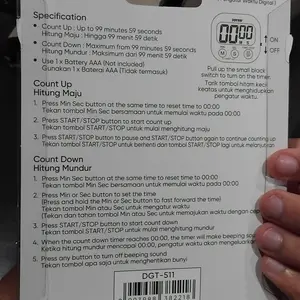 Specification
• Count Up : Up to 99 minutes 59 seconds
Hitung Maju : Hingga 99 menit 59 detik
• Count Down : Maximum from 99 minutes 59 seconds
Hitung Mundur : Maksimum dari 99 menit 59 detik
• Use 1 x Battery AAA (Not included)
Gunakan 1 x Baterai AAA (Tidak termasuk)
Digital )
00:00
M S
ON
OFF
Pull up the small black
switch to turn on the timer.
Tarik tombol hitam kecil
keatas untuk menghidupkan
pengatur waktu.
Count Up
Hitung Maju
1. Press Min Sec button at the same time to reset time to 00:00
Tekan tombol Min Sec bersamaan untuk memulai waktu 00:00
2. Press START/STOP button to start count up
Tekan tombol START/STOP untuk mulai menghitung maju
3. Press START/STOP button to pause and START/STOP button again to continue counting up
Tekan tombol START/STOP untuk menghentikan dan START/STOP untuk lanjut menghitung
Count Down
Hitung Mundur
1. Press Min Sec button at the same time to reset time to 00:00
Tekan tombol Min Sec bersamaan untuk memulai waktu pada 00:00
2. Press Min or Sec button to set the time
(Press and hold the Min or Sec button to fast forward the time)
Tekan tombol Min atau Sec untuk mengatur waktu
(Tekan dan tahan tombol Min atau Sec untuk memajukan waktu dengan
3. Press START/STOP button to start count down
Tekan tombol START/STOP untuk mulai menghitung mundur
4. When the count down timer reaches 00:00, the timer will make beeping
Ketika hitung mundur mencapai 00:00, pengatur waktu akan mengeluarkan
5. Press any button to turn off beeping sound
Tekan tombol apa saja untuk menghentikan bunyi
DGT-511